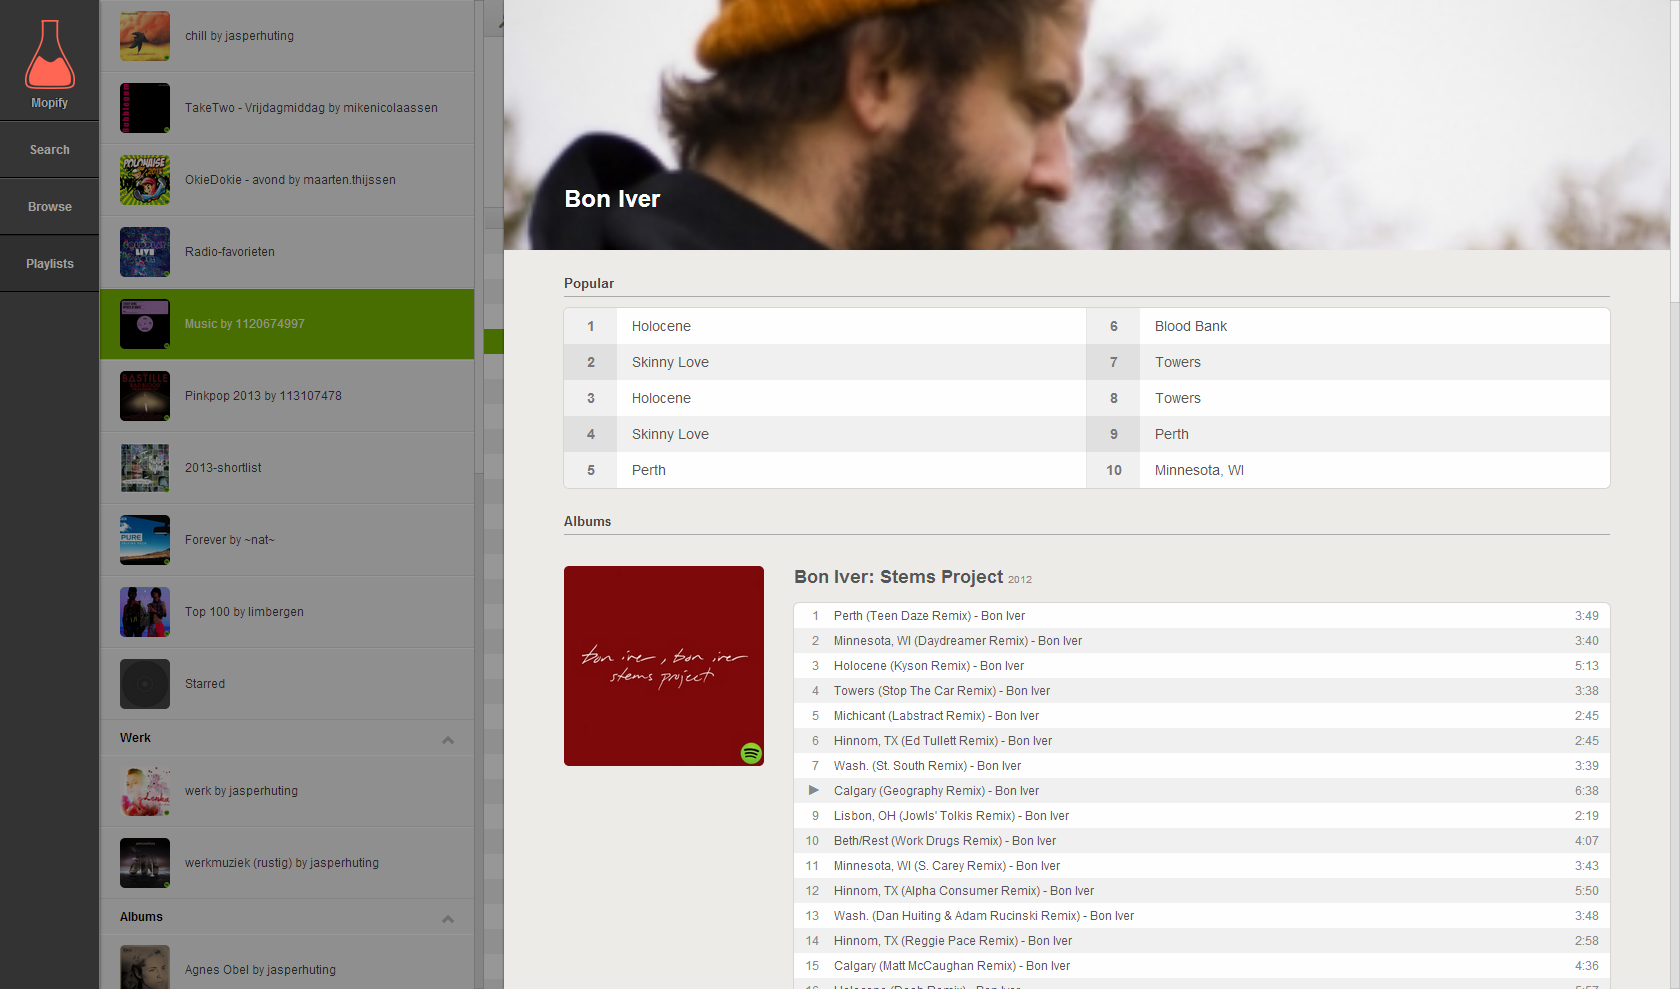 Mopify
Search
Browse
Playlists
chill by jasperhuting
TakeTwo - Vrijdagmiddag by mikenicolaassen
POLONAISE
OkieDokie - avond by maarten.thijssen
LIVE
Radio-favorieten
Music by 1120674997
BASTILLE
Pinkpop 2013 by 113107478
2013-shortlist
PURE
Forever by ~nat~
Top 100 by limbergen
Starred
Werk
Lenka
werk by jasperhuting
werkmuziek (rustig) by jasperhuting
Albums
Agnes Obel by jasperhuting
Bon Iver
Popular
1 Holocene
2 Skinny Love
3 Holocene
4 Skinny Love
5 Perth
6 Blood Bank
7 Towers
8 Towers
9 Perth
10 Minnesota, WI
Albums
bon iver, bon iver
stems project
Bon Iver: Stems Project 2012
1 Perth (Teen Daze Remix) - Bon Iver 3:49
2 Minnesota, WI (Daydreamer Remix) - Bon Iver 3:40
3 Holocene (Kyson Remix) - Bon Iver 5:13
4 Towers (Stop The Car Remix) - Bon Iver 3:38
5 Michicant (Labstract Remix) - Bon Iver 2:45
6 Hinnom, TX (Ed Tullett Remix) - Bon Iver 2:45
7 Wash. (St. South Remix) - Bon Iver 3:39
Calgary (Geography Remix) - Bon Iver 6:38
9 Lisbon, OH (Jowls' Tolkis Remix) - Bon Iver 2:19
10 Beth/Rest (Work Drugs Remix) - Bon Iver 4:07
11 Minnesota, WI (S. Carey Remix) - Bon Iver 3:43
12 Hinnom, TX (Alpha Consumer Remix) - Bon Iver 5:50
13 Wash. (Dan Huiting & Adam Rucinski Remix) - Bon Iver 3:48
14 Hinnom, TX (Reggie Pace Remix) - Bon Iver 2:58
15 Calgary (Matt McCaughan Remix) - Bon Iver 4:36